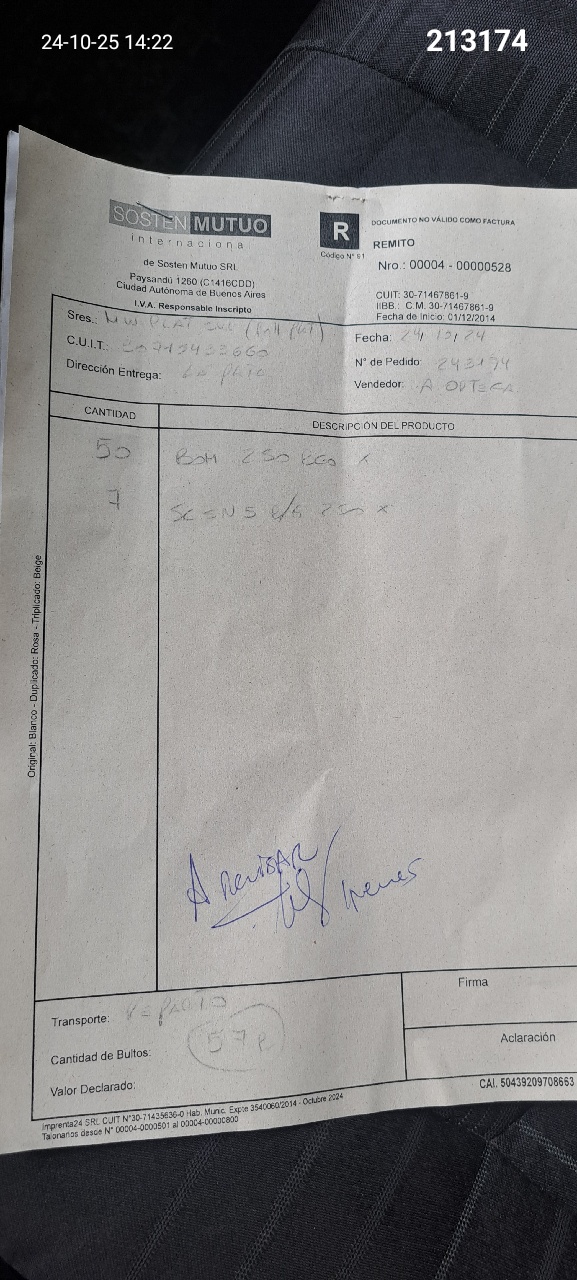 24-10-25 14:22
213174
SOSTEN MUTUO
Internaciona
de Sosten Mutuo SRL
Paysandú 1260 (C1416CDD)
Ciudad Autónoma de Buenos Aires
I.V.A. Responsable Inscripto
R
Código N° 91
DOCUMENTO NO VÁLIDO COMO FACTURA
REMITO
Nro.: 00004 - 00000528
CUIT: 30-71467861-9
IIBB.: C.M. 30-71467861-9
Fecha de Inicio: 01/12/2014
Sres.:
C.U.I.T.:
Dirección Entrega:
Fecha:
N° de Pedido:
Vendedor: A
CANTIDAD
DESCRIPCIÓN DEL PRODUCTO
50 250 x
7 x
A REVISAR
Transporte:
Cantidad de Bultos: 57
Valor Declarado:
Firma
Aclaración
Original: Blanco - Duplicado: Rosa - Triplicado: Beige
CAI. 50439209708663
Imprenta24 SRL CUIT N°30-71435636-0 Hab. Munic. Expte 3540060/2014 - Octubre 2024
Talonarios desde N° 00004-0000501 al 00004-00000800